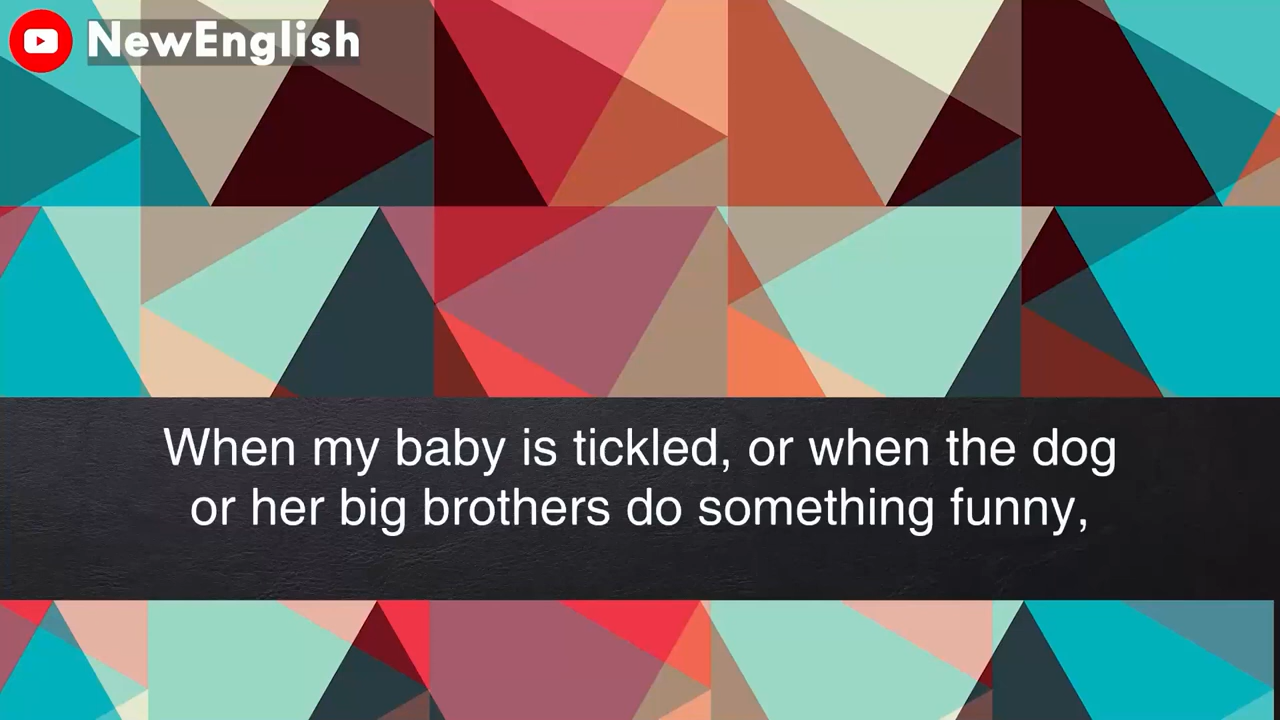 NewEnglish
When my baby is tickled, or when the dog
or her big brothers do something funny,